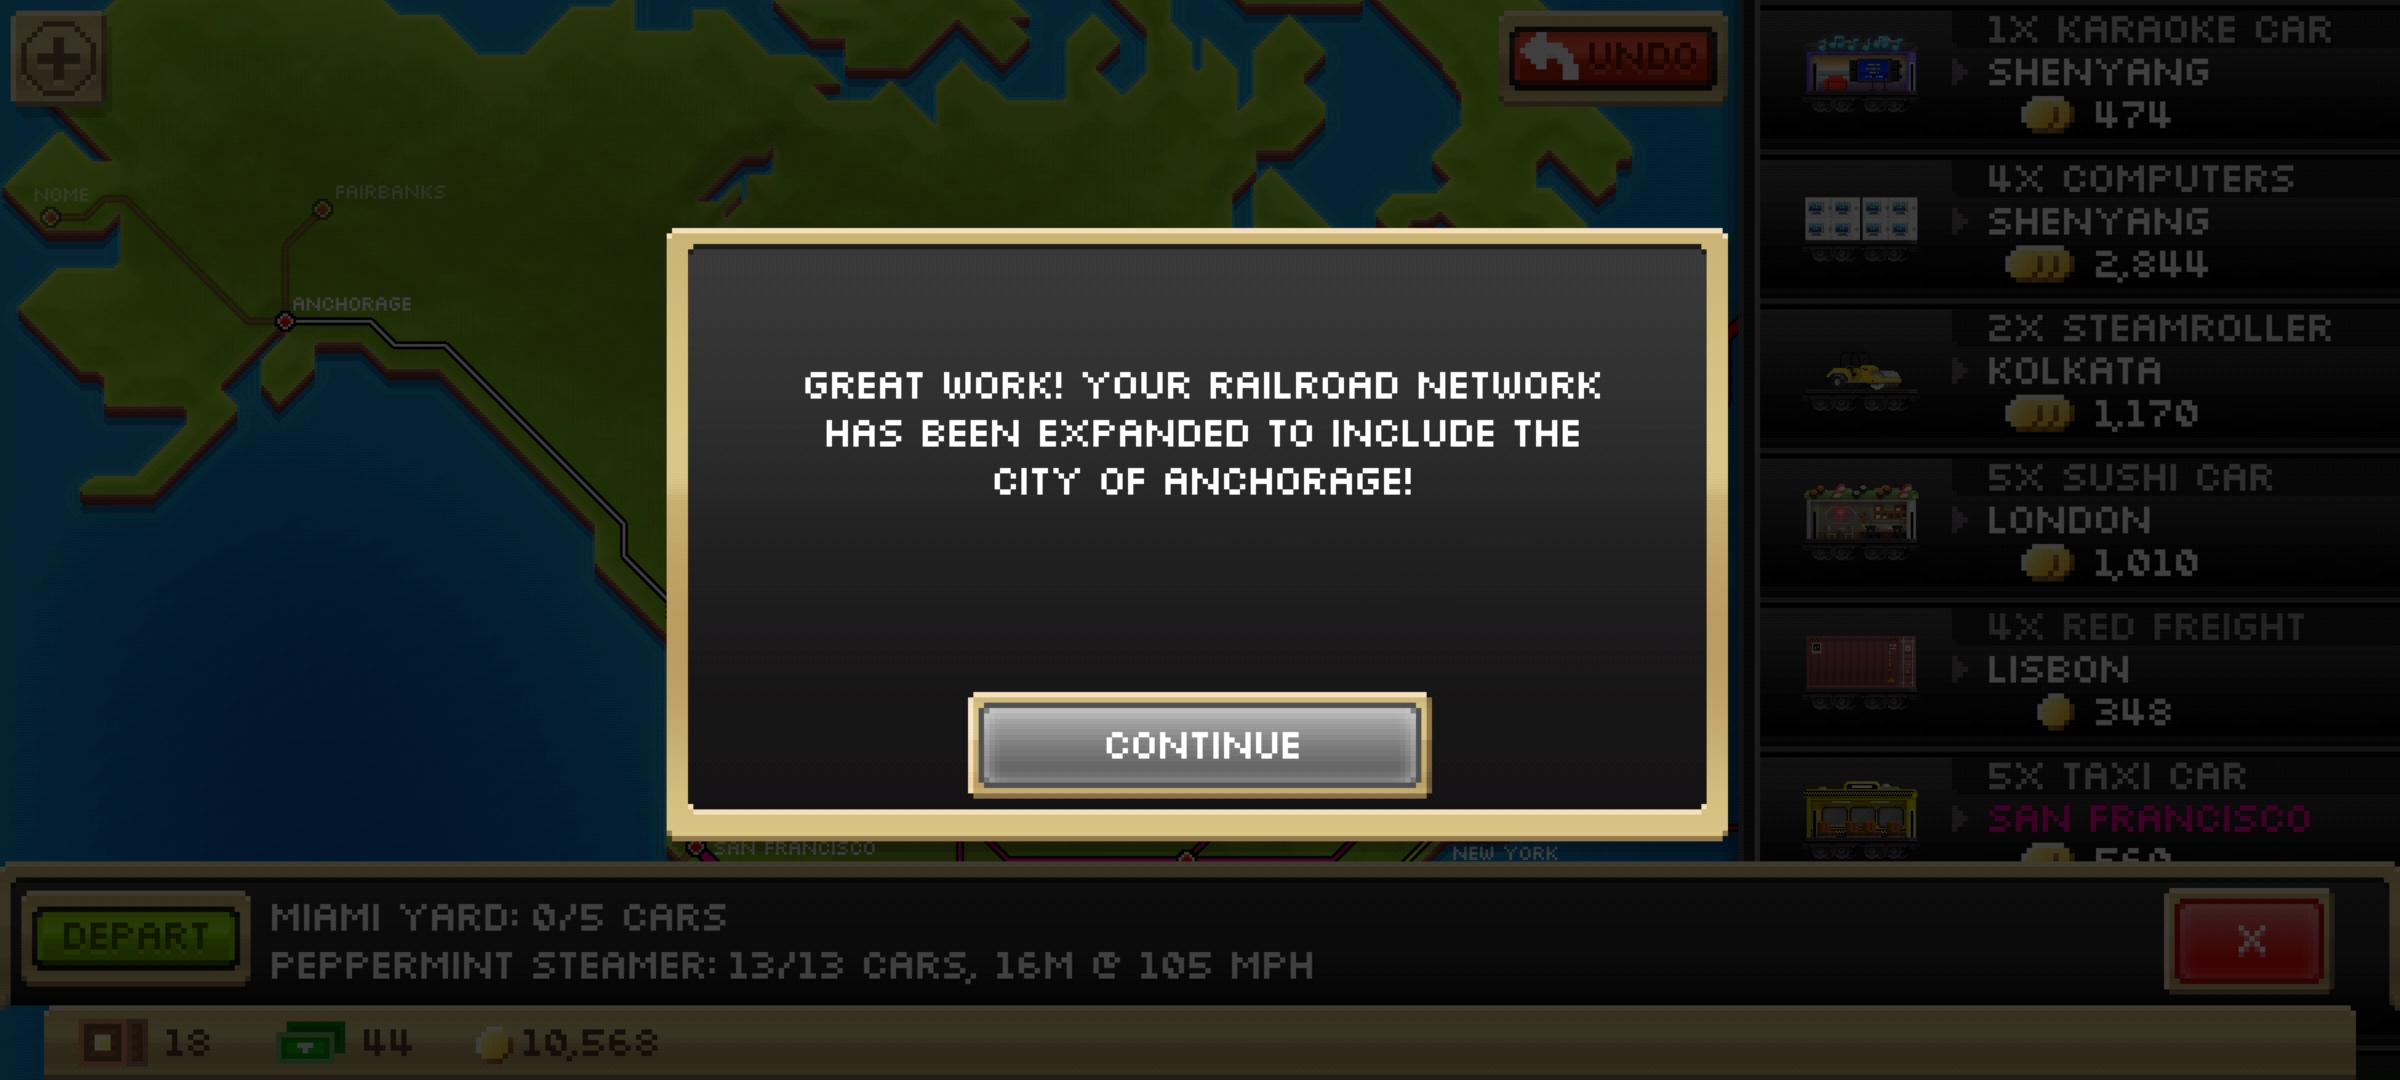 UNDO
NOME
FAIRBANKS
ANCHORAGE
GREAT WORK! YOUR RAILROAD NETWORK
HAS BEEN EXPANDED TO INCLUDE THE
CITY OF ANCHORAGE!
CONTINUE
SAN FRANCISCO
NEW YORK
1X KARAOKE CAR
SHENYANG
474
4X COMPUTERS
SHENYANG
2,844
2X STEAMROLLER
KOLKATA
1,170
5X SUSHI CAR
LONDON
1,010
4X RED FREIGHT
LISBON
348
5X TAXI CAR
SAN FRANCISCO
DEPART
MIAMI YARD: 0/5 CARS
PEPPERMINT STEAMER: 13/13 CARS, 16M @ 105 MPH
X
18
44
10,568